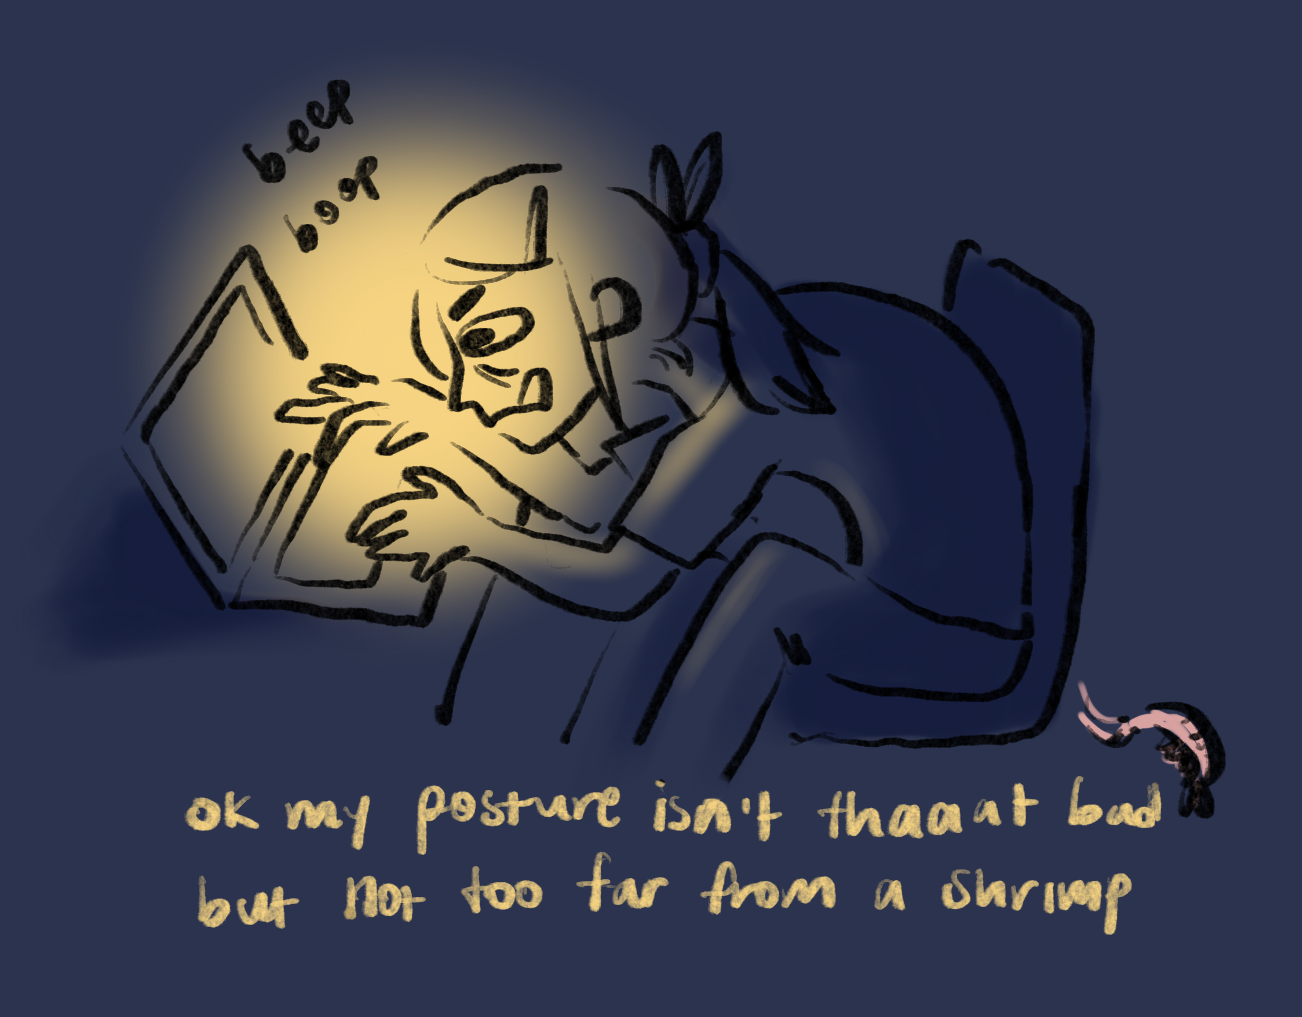 beep
boop
ok my posture isn't thaaat bad
but not too far from a shrimp